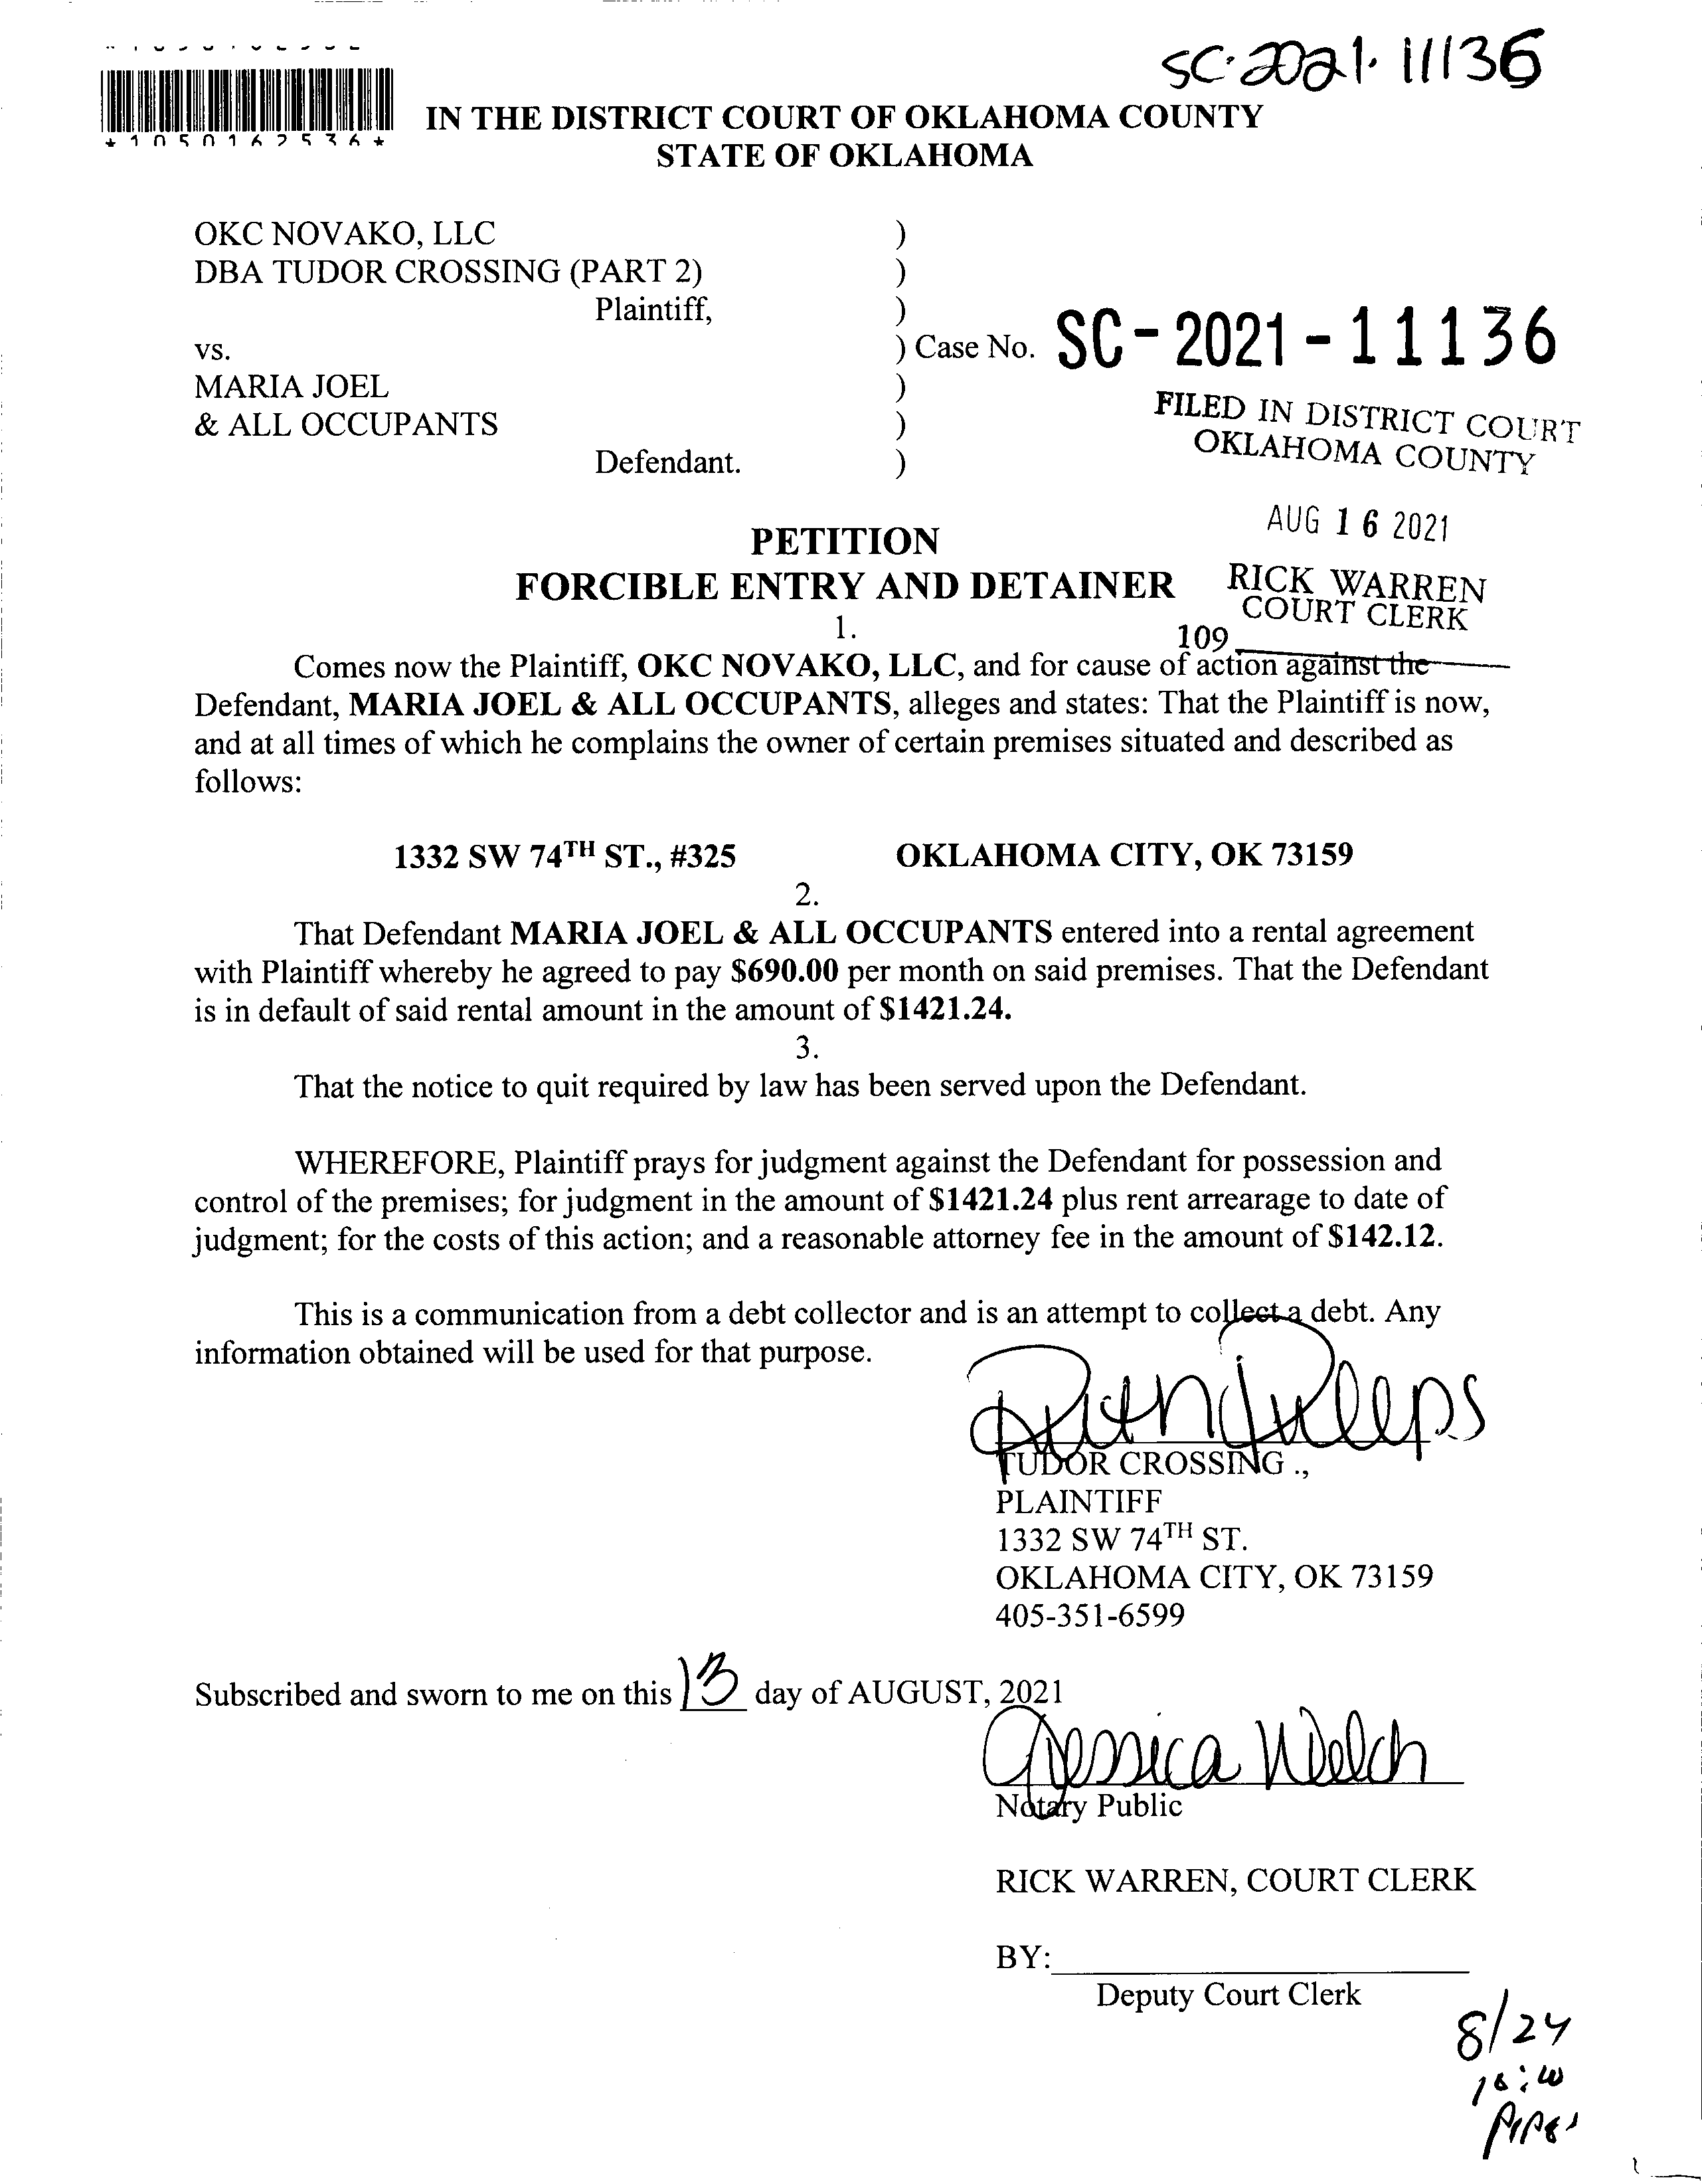 SC-2021-11136
*1050162536*
IN THE DISTRICT COURT OF OKLAHOMA COUNTY
STATE OF OKLAHOMA
OKC NOVAKO, LLC )
DBA TUDOR CROSSING (PART 2) )
Plaintiff, )
vs. ) Case No. SC-2021-11136
MARIA JOEL )
& ALL OCCUPANTS )
Defendant. )
FILED IN DISTRICT COURT
OKLAHOMA COUNTY
AUG 16 2021
RICK WARREN
COURT CLERK
109
PETITION
FORCIBLE ENTRY AND DETAINER
1.
Comes now the Plaintiff, OKC NOVAKO, LLC, and for cause of action against the
Defendant, MARIA JOEL & ALL OCCUPANTS, alleges and states: That the Plaintiff is now,
and at all times of which he complains the owner of certain premises situated and described as
follows:
1332 SW 74TH ST., #325 OKLAHOMA CITY, OK 73159
2.
That Defendant MARIA JOEL & ALL OCCUPANTS entered into a rental agreement
with Plaintiff whereby he agreed to pay $690.00 per month on said premises. That the Defendant
is in default of said rental amount in the amount of $1421.24.
3.
That the notice to quit required by law has been served upon the Defendant.
WHEREFORE, Plaintiff prays for judgment against the Defendant for possession and
control of the premises; for judgment in the amount of $1421.24 plus rent arrearage to date of
judgment; for the costs of this action; and a reasonable attorney fee in the amount of $142.12.
This is a communication from a debt collector and is an attempt to collect a debt. Any
information obtained will be used for that purpose.
TUDOR CROSSING .,
PLAINTIFF
1332 SW 74TH ST.
OKLAHOMA CITY, OK 73159
405-351-6599
Subscribed and sworn to me on this 13 day of AUGUST, 2021
Jessica Welch
Notary Public
RICK WARREN, COURT CLERK
BY:
Deputy Court Clerk
8/24